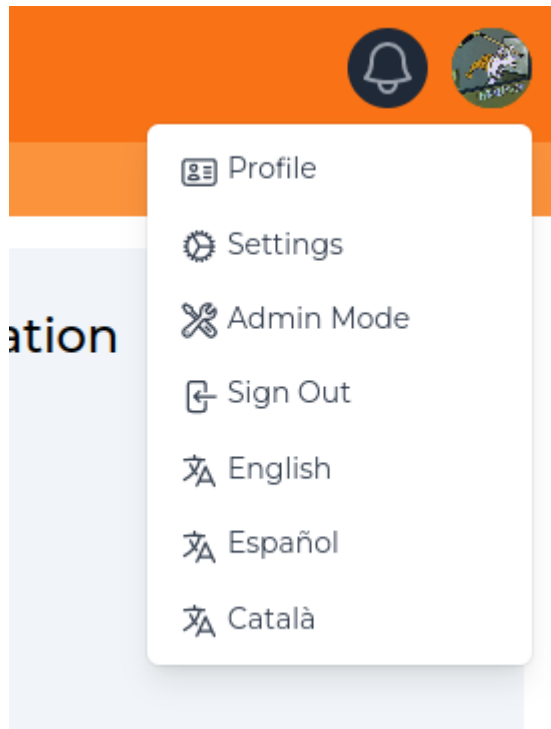 Profile
Settings
ation
Admin Mode
Sign Out
English
Español
Català